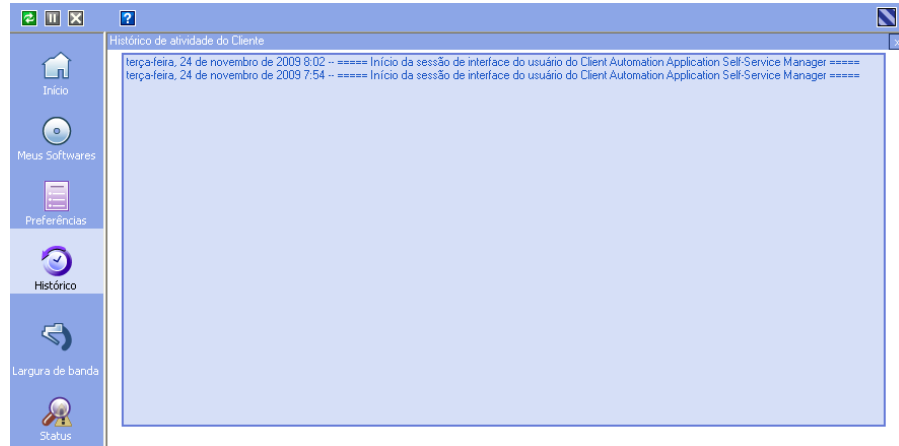 ?
Histórico de atividade do Cliente
terça-feira, 24 de novembro de 2009 8:02 -- ===== Início da sessão de interface do usuário do Client Automation Application Self-Service Manager =====
terça-feira, 24 de novembro de 2009 7:54 -- ===== Início da sessão de interface do usuário do Client Automation Application Self-Service Manager =====
Início
Meus Softwares
Preferências
Histórico
Largura de banda
Status